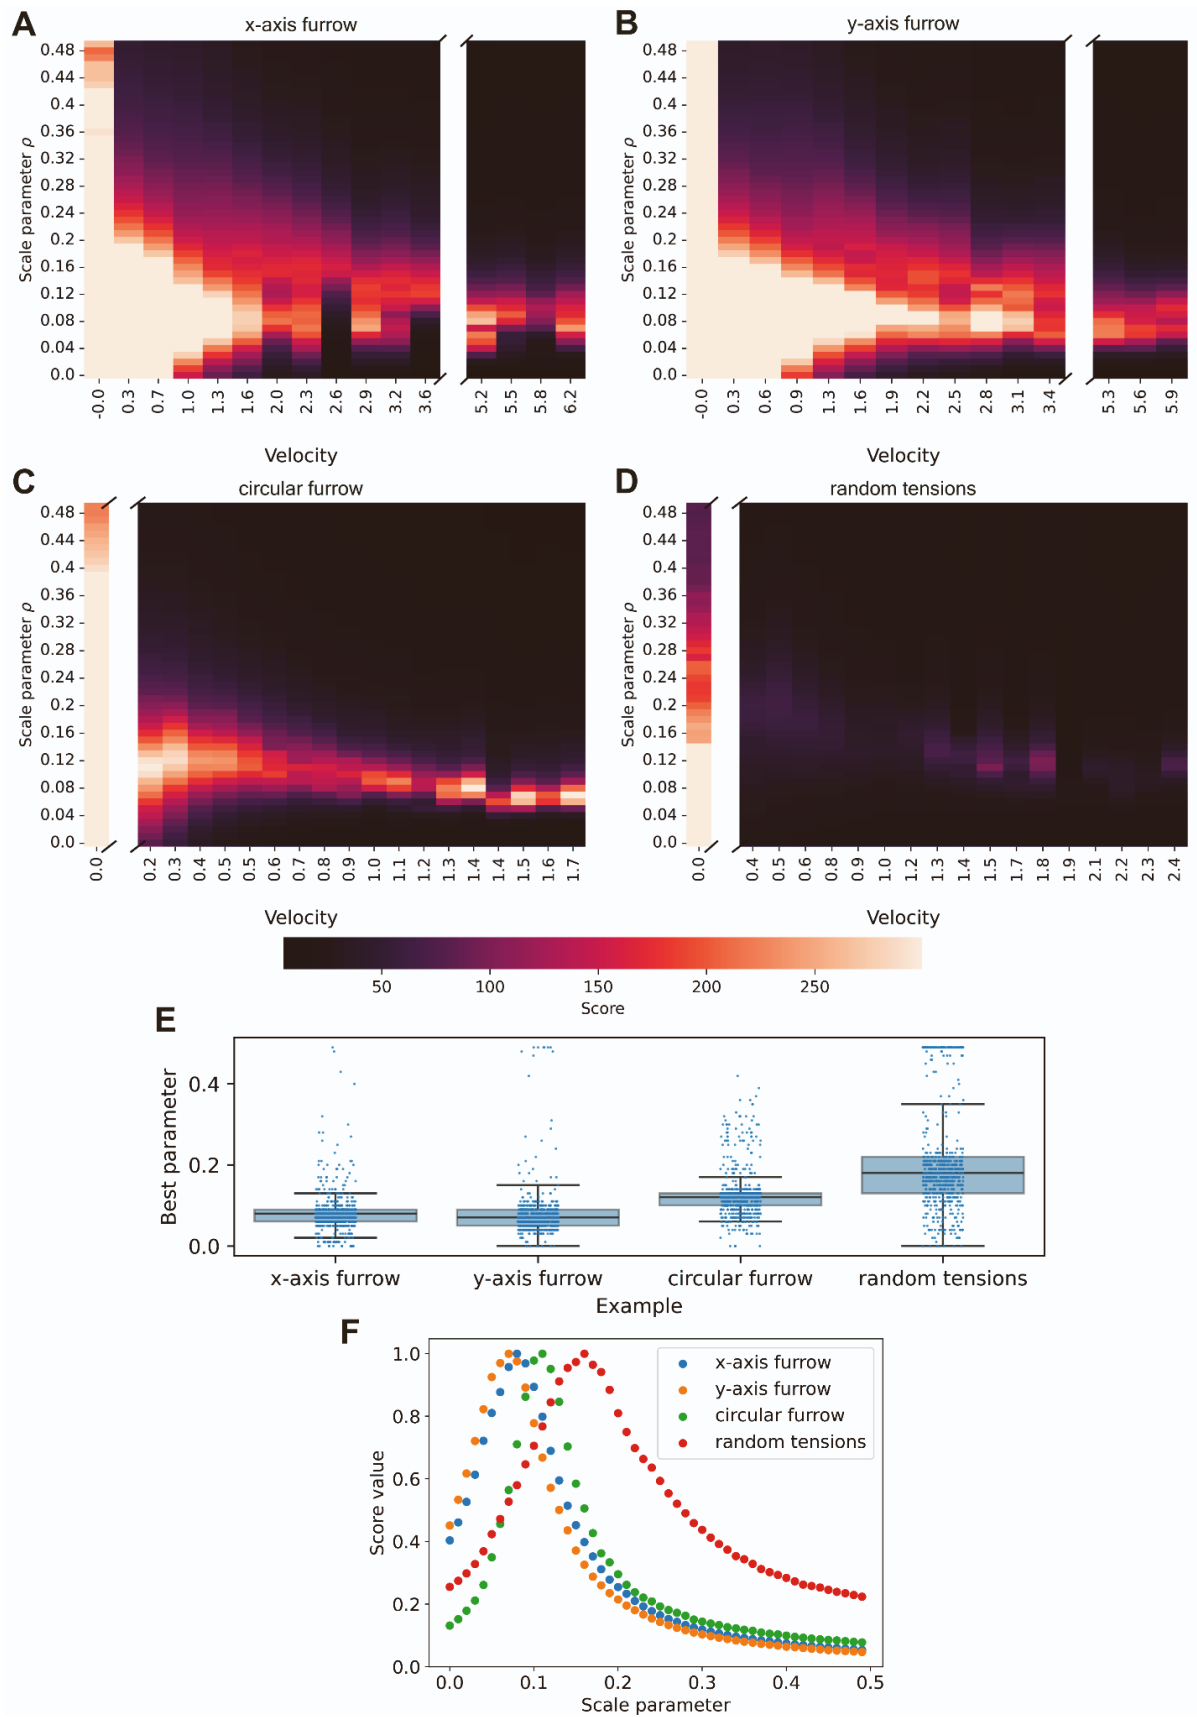 A
x-axis furrow
B
y-axis furrow
Scale parameter ρ
0.48
0.44
0.4
0.36
0.32
0.28
0.24
0.2
0.16
0.12
0.08
0.04
0.0
-0.0 0.3 0.7 1.0 1.3 1.6 2.0 2.3 2.6 2.9 3.2 3.6 5.2 5.5 5.8 6.2
Velocity
Scale parameter ρ
0.48
0.44
0.4
0.36
0.32
0.28
0.24
0.2
0.16
0.12
0.08
0.04
0.0
-0.0 0.3 0.6 0.9 1.3 1.6 1.9 2.2 2.5 2.8 3.1 3.4 5.3 5.6 5.9
Velocity
C
circular furrow
D
random tensions
Scale parameter ρ
0.48
0.44
0.4
0.36
0.32
0.28
0.24
0.2
0.16
0.12
0.08
0.04
0.0
0.0 0.2 0.3 0.4 0.5 0.6 0.7 0.8 0.9 1.0 1.1 1.2 1.3 1.4 1.4 1.5 1.6 1.7
Velocity
Scale parameter ρ
0.48
0.44
0.4
0.36
0.32
0.28
0.24
0.2
0.16
0.12
0.08
0.04
0.0
0.0 0.4 0.5 0.6 0.8 0.9 1.0 1.2 1.3 1.4 1.5 1.7 1.8 1.9 2.1 2.2 2.3 2.4
Velocity
50 100 150 200 250
Score
E
Best parameter
0.4
0.2
0.0
x-axis furrow y-axis furrow circular furrow random tensions
Example
F
Score value
1.0
0.8
0.6
0.4
0.2
0.0
x-axis furrow
y-axis furrow
circular furrow
random tensions
0.0 0.1 0.2 0.3 0.4 0.5
Scale parameter